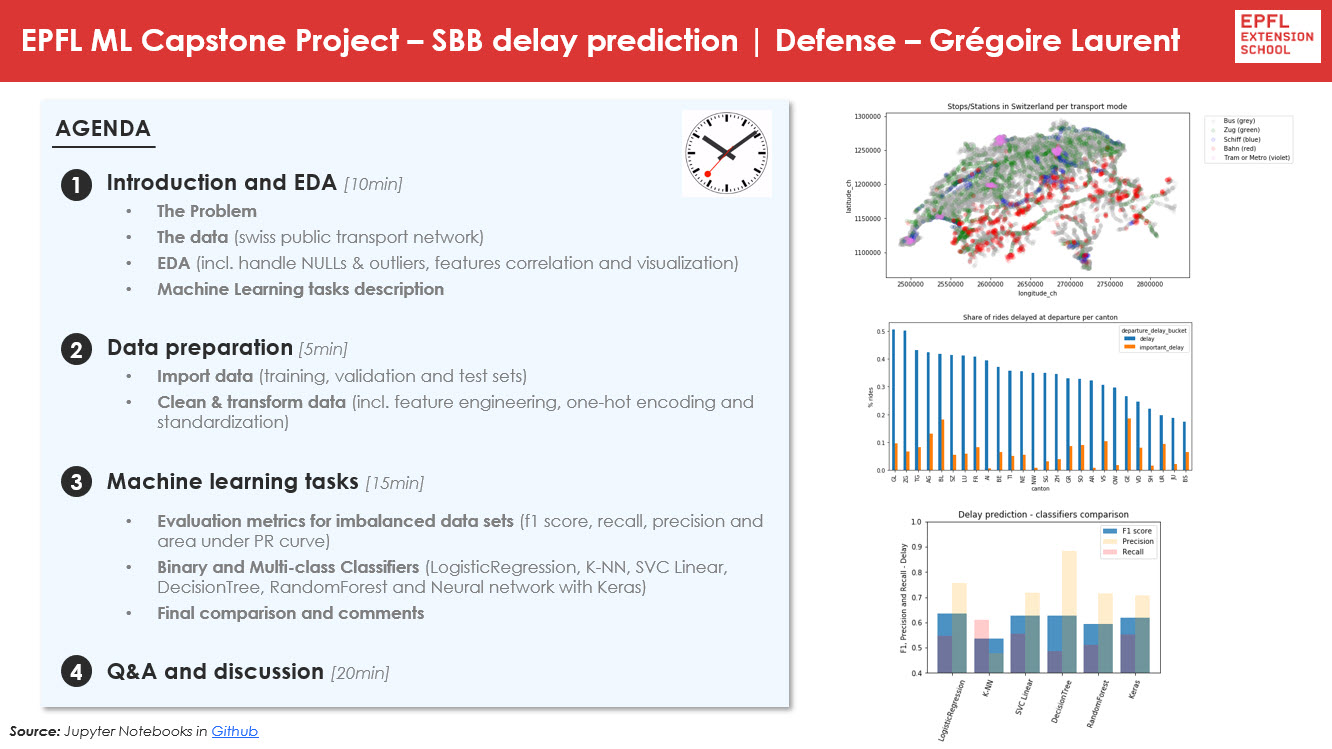 EPFL ML Capstone Project – SBB delay prediction | Defense – Grégoire Laurent
EPFL
EXTENSION
SCHOOL
AGENDA
1 Introduction and EDA [10min]
• The Problem
• The data (swiss public transport network)
• EDA (incl. handle NULLs & outliers, features correlation and visualization)
• Machine Learning tasks description
2 Data preparation [5min]
• Import data (training, validation and test sets)
• Clean & transform data (incl. feature engineering, one-hot encoding and
standardization)
3 Machine learning tasks [15min]
• Evaluation metrics for imbalanced data sets (f1 score, recall, precision and
area under PR curve)
• Binary and Multi-class Classifiers (LogisticRegression, K-NN, SVC Linear,
DecisionTree, RandomForest and Neural network with Keras)
• Final comparison and comments
4 Q&A and discussion [20min]
Source: Jupyter Notebooks in Github
Stops/Stations in Switzerland per transport mode
1300000
1250000
1200000
1150000
1100000
latitude_ch
2500000 2550000 2600000 2650000 2700000 2750000 2800000
longitude_ch
Bus (grey)
Zug (green)
Schiff (blue)
Bahn (red)
Tram or Metro (violet)
Share of rides delayed at departure per canton
departure_delay_bucket
delay
important_delay
0.5
0.4
0.3
0.2
0.1
0.0
% rides
GL ZG TG AG BL SZ LU FR AI BE TI NE NW SG ZH GR SO AR VS OW GE VD SH UR JU BS
canton
Delay prediction - classifiers comparison
F1 score
Precision
Recall
1.0
0.9
0.8
0.7
0.6
0.5
0.4
F1, Precision and Recall - Delay
LogisticRegression K-NN SVC Linear DecisionTree RandomForest Keras